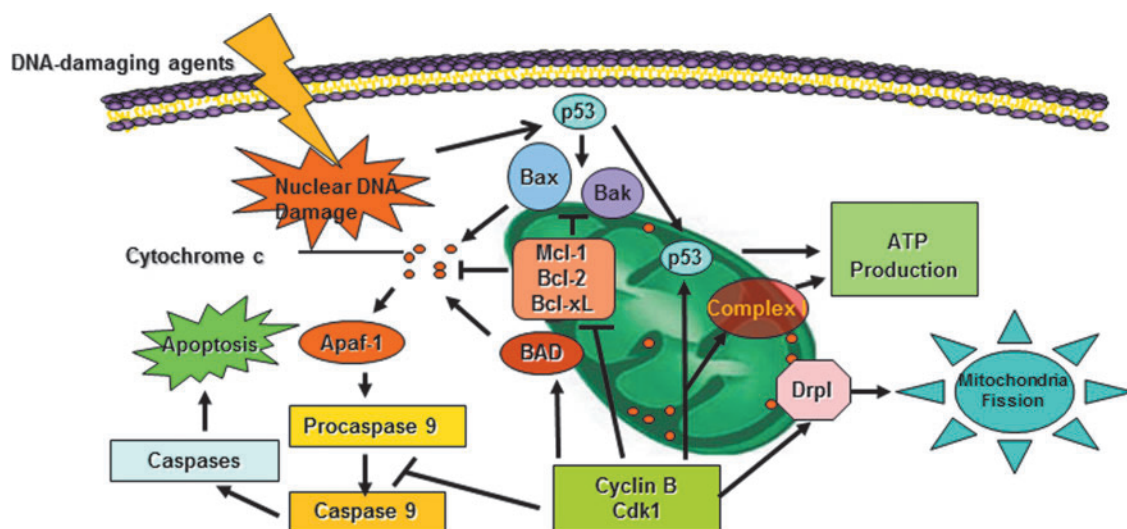 DNA-damaging agents
p53
Nuclear DNA
Damage
Bax
Bak
Cytochrome c
Mcl-1
Bcl-2
Bcl-xL
p53
ATP
Production
Complex I
Apoptosis
Apaf-1
BAD
Drpl
Mitochondria
Fission
Procaspase 9
Caspases
Caspase 9
Cyclin B
Cdk1